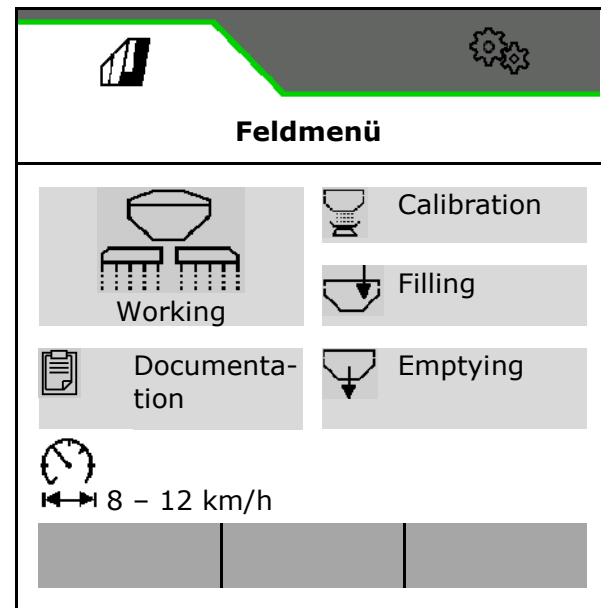 Feldmenü
Working
Calibration
Filling
Documenta-
tion
Emptying
8 – 12 km/h